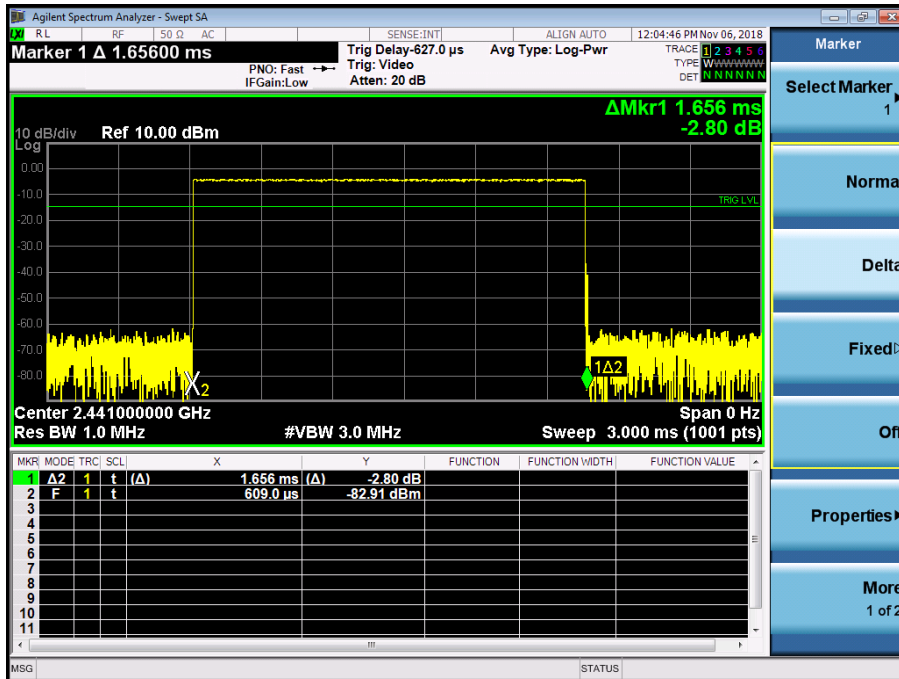 Agilent Spectrum Analyzer - Swept SA
LXI RL RF 50 Ω AC SENSE:INT ALIGN AUTO 12:04:46 PM Nov 06, 2018
Marker 1 Δ 1.65600 ms
PNO: Fast
IFGain:Low
Trig Delay-627.0 µs
Trig: Video
Atten: 20 dB
Avg Type: Log-Pwr
TRACE 1 2 3 4 5 6
TYPE WWWWWW
DET N N N N N N
ΔMkr1 1.656 ms
-2.80 dB
10 dB/div Ref 10.00 dBm
Log
0.00
-10.0
TRIG LVL
-20.0
-30.0
-40.0
-50.0
-60.0
-70.0
-80.0
X2
1Δ2
Center 2.441000000 GHz Span 0 Hz
Res BW 1.0 MHz #VBW 3.0 MHz Sweep 3.000 ms (1001 pts)
MKR MODE TRC SCL X Y FUNCTION FUNCTION WIDTH FUNCTION VALUE
1 Δ2 1 t (Δ) 1.656 ms (Δ) -2.80 dB
2 F 1 t 609.0 µs -82.91 dBm
3
4
5
6
7
8
9
10
11
MSG STATUS
Marker
Select Marker
1
Norma
Delta
Fixed
Off
Properties
More
1 of 2